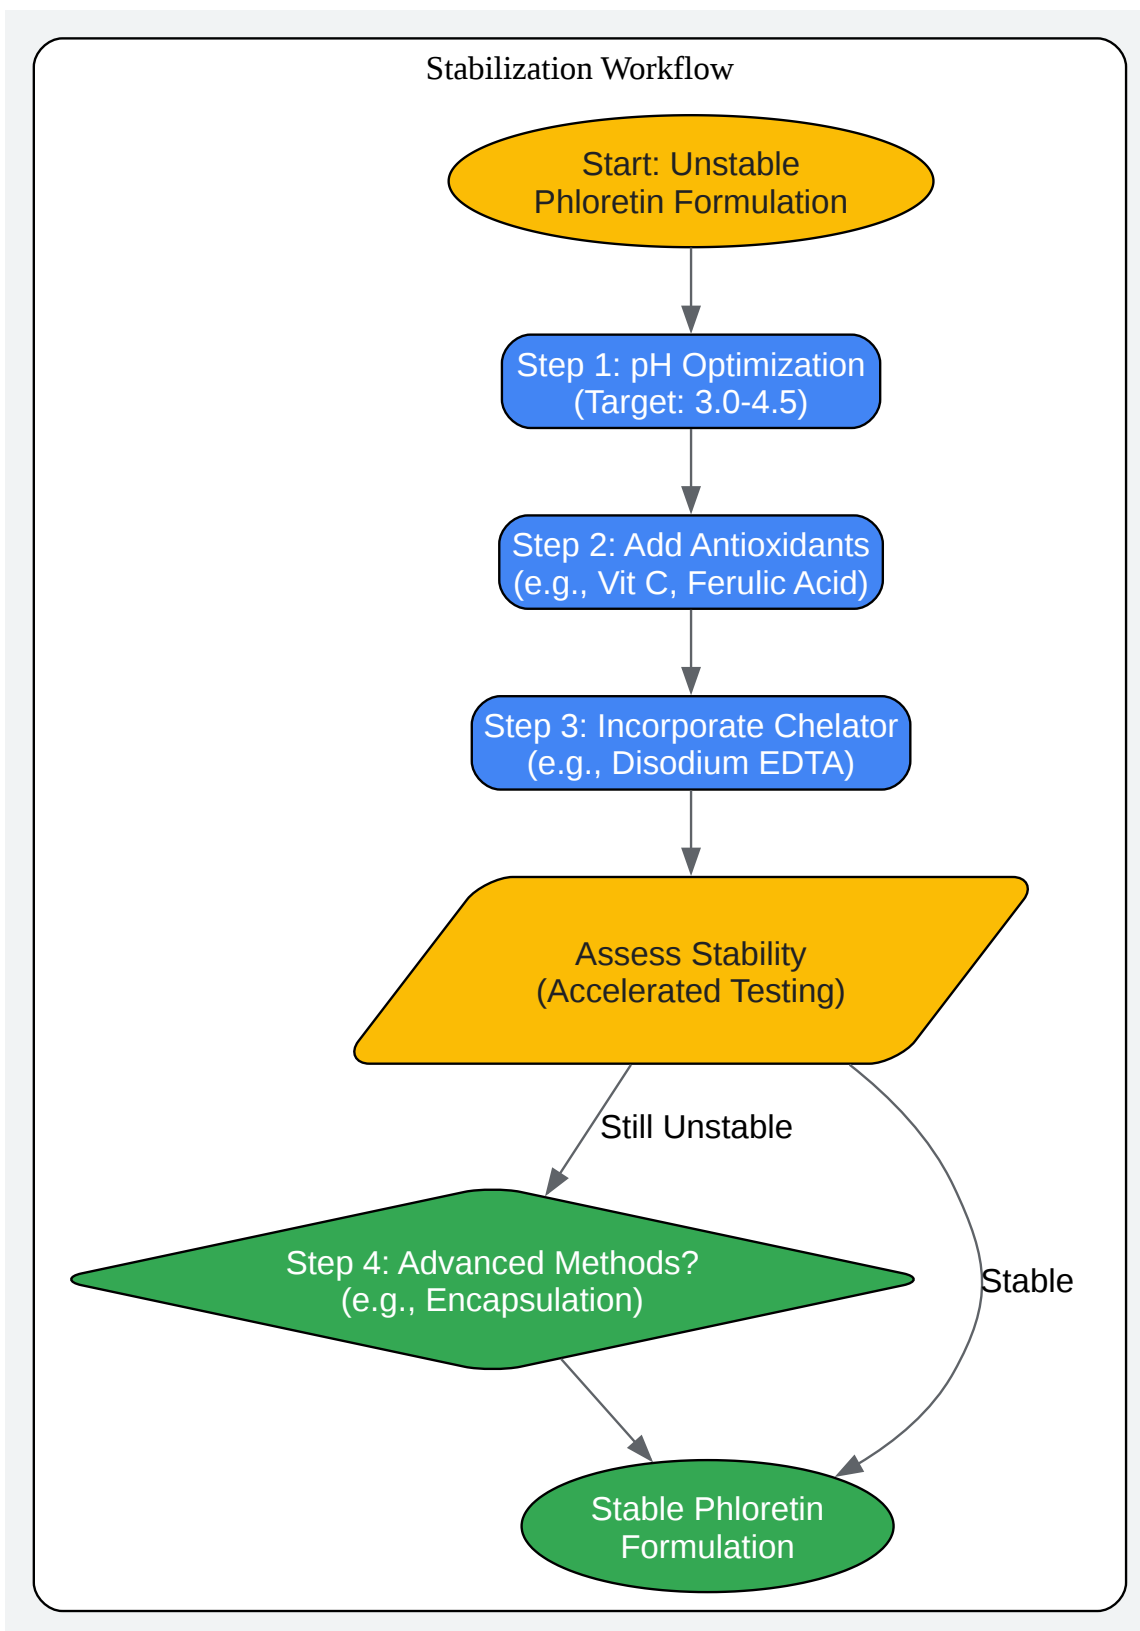 Stabilization Workflow
Start: Unstable
Phloretin Formulation
Step 1: pH Optimization
(Target: 3.0-4.5)
Step 2: Add Antioxidants
(e.g., Vit C, Ferulic Acid)
Step 3: Incorporate Chelator
(e.g., Disodium EDTA)
Assess Stability
(Accelerated Testing)
Still Unstable
Step 4: Advanced Methods?
(e.g., Encapsulation)
Stable
Stable Phloretin
Formulation